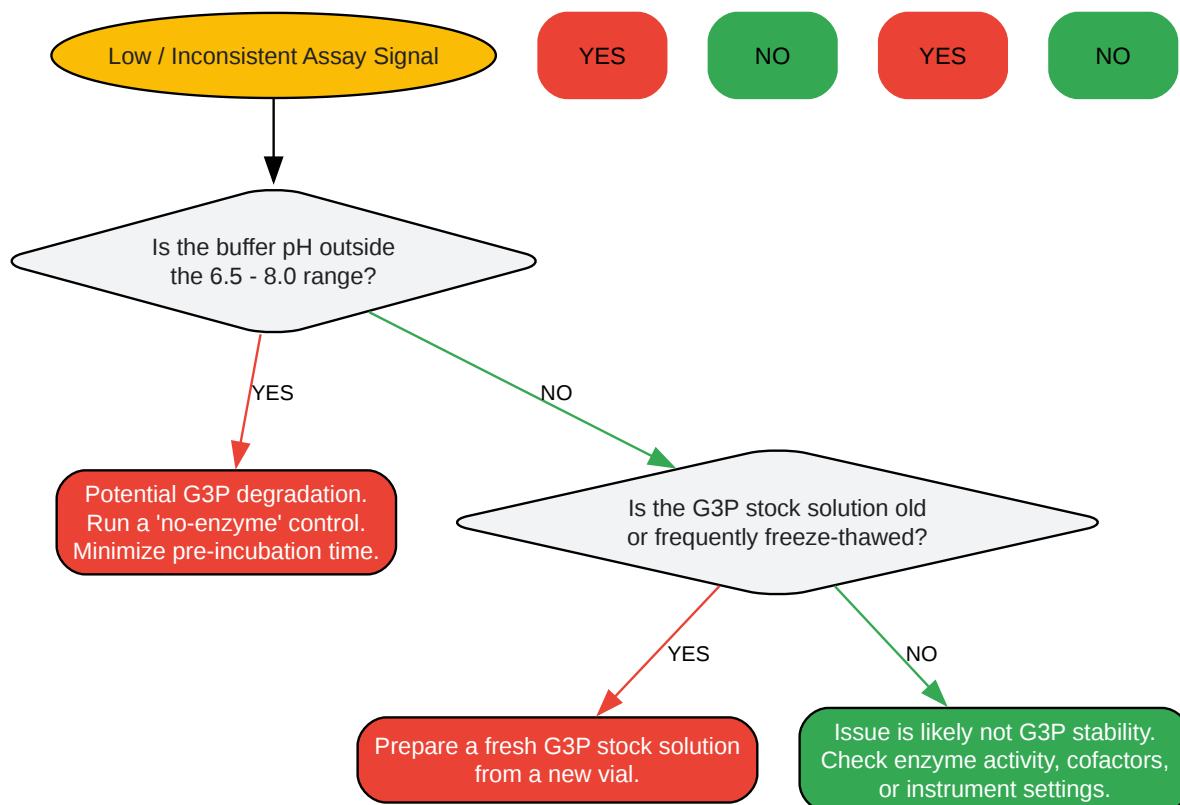 Low / Inconsistent Assay Signal
YES
NO
YES
NO
Is the buffer pH outside
the 6.5 - 8.0 range?
YES
NO
Potential G3P degradation.
Run a 'no-enzyme' control.
Minimize pre-incubation time.
Is the G3P stock solution old
or frequently freeze-thawed?
YES
NO
Prepare a fresh G3P stock solution
from a new vial.
Issue is likely not G3P stability.
Check enzyme activity, cofactors,
or instrument settings.